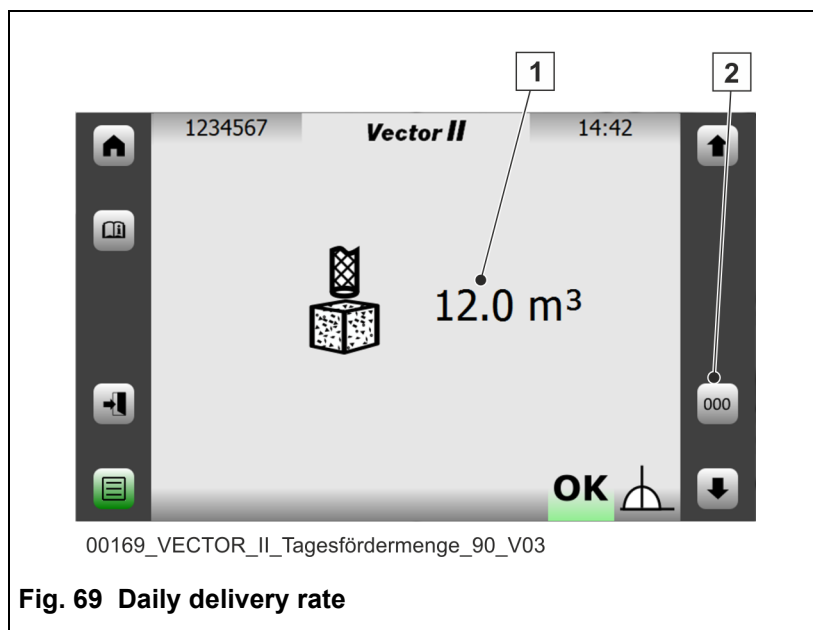 1 2
1234567 Vector II 14:42
12.0 m³
000
OK
00169_VECTOR_II_Tagesfördermenge_90_V03
Fig. 69 Daily delivery rate